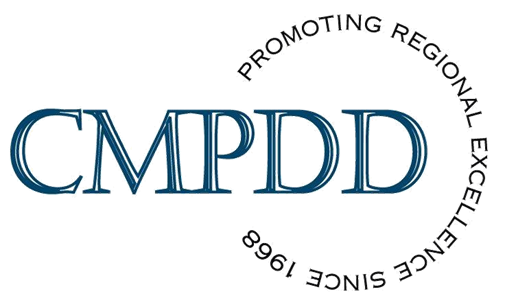 CMPDD
PROMOTING REGIONAL EXCELLENCE SINCE 1968